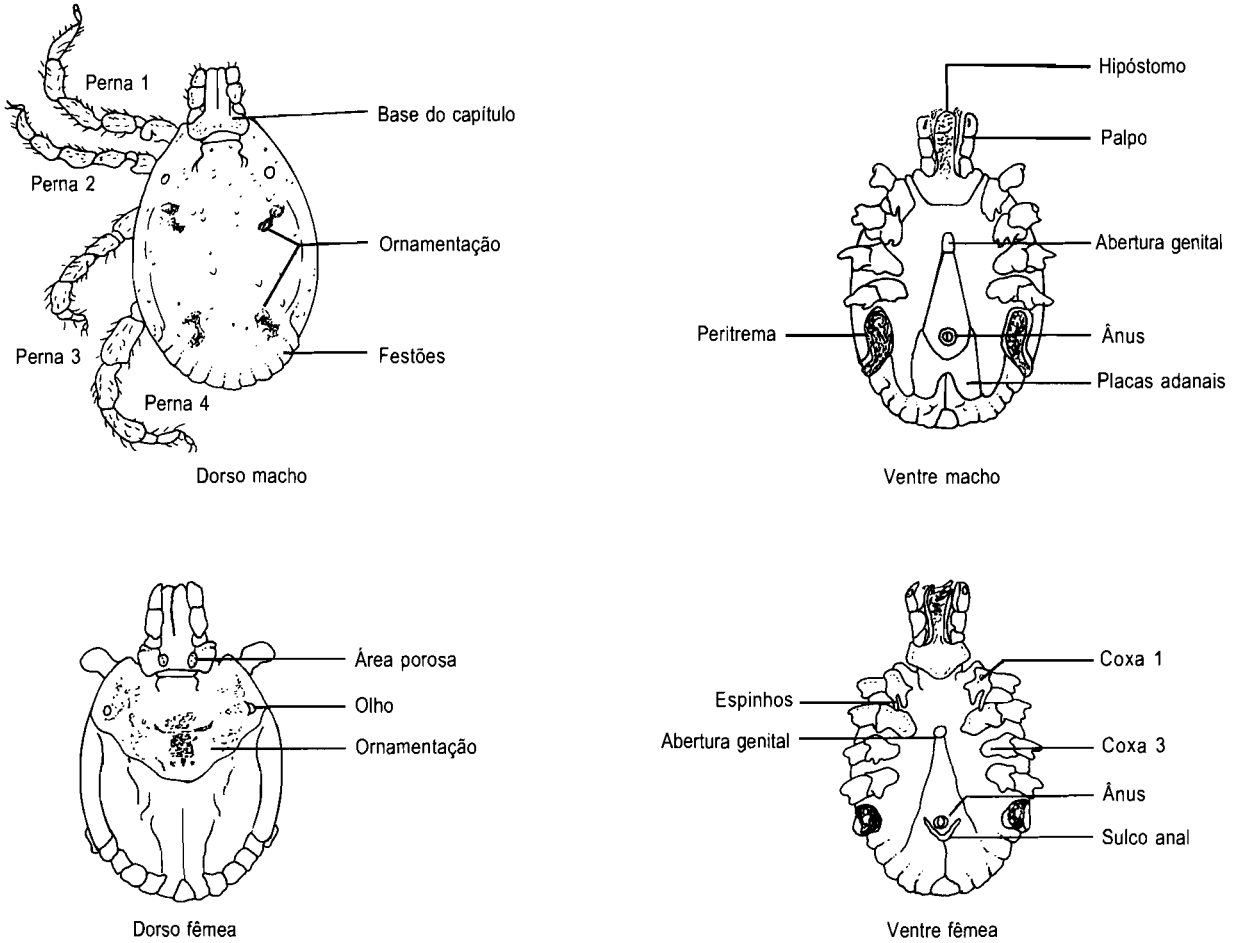 Perna 1
Perna 2
Perna 3
Perna 4
Base do capítulo
Ornamentação
Festões
Dorso macho
Hipóstomo
Palpo
Abertura genital
Peritrema
Ânus
Placas adanais
Ventre macho
Área porosa
Olho
Ornamentação
Dorso fêmea
Coxa 1
Espinhos
Abertura genital
Coxa 3
Ânus
Sulco anal
Ventre fêmea